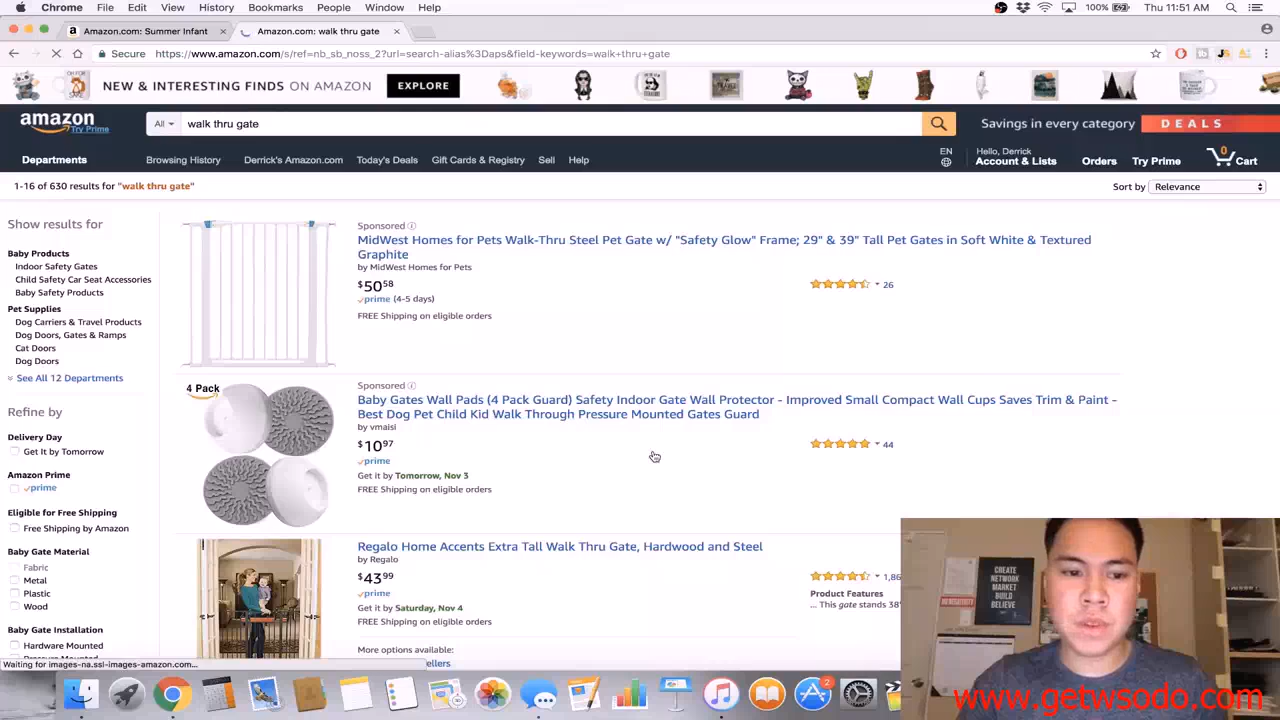 Chrome File Edit View History Bookmarks People Window Help 100% Thu 11:51 AM
Amazon.com: Summer Infant Amazon.com: walk thru gate
Secure https://www.amazon.com/s/ref=nb_sb_noss_2?url=search-alias%3Daps&field-keywords=walk+thru+gate
NEW & INTERESTING FINDS ON AMAZON EXPLORE
amazon
Try Prime
All walk thru gate
Savings in every category DEALS
Departments
Browsing History Derrick's Amazon.com Today's Deals Gift Cards & Registry Sell Help
EN
Hello, Derrick
Account & Lists Orders Try Prime 0 Cart
1-16 of 630 results for "walk thru gate"
Sort by Relevance
Show results for
Baby Products
Indoor Safety Gates
Child Safety Car Seat Accessories
Baby Safety Products
Pet Supplies
Dog Carriers & Travel Products
Dog Doors, Gates & Ramps
Cat Doors
Dog Doors
See All 12 Departments
Refine by
Delivery Day
Get It by Tomorrow
Amazon Prime
prime
Eligible for Free Shipping
Free Shipping by Amazon
Baby Gate Material
Fabric
Metal
Plastic
Wood
Baby Gate Installation
Hardware Mounted
Sponsored
MidWest Homes for Pets Walk-Thru Steel Pet Gate w/ "Safety Glow" Frame; 29" & 39" Tall Pet Gates in Soft White & Textured
Graphite
by MidWest Homes for Pets
$50 58
prime (4-5 days)
FREE Shipping on eligible orders
26
4 Pack
Sponsored
Baby Gates Wall Pads (4 Pack Guard) Safety Indoor Gate Wall Protector - Improved Small Compact Wall Cups Saves Trim & Paint -
Best Dog Pet Child Kid Walk Through Pressure Mounted Gates Guard
by vmaisi
$10 97
prime
Get it by Tomorrow, Nov 3
FREE Shipping on eligible orders
44
Regalo Home Accents Extra Tall Walk Thru Gate, Hardwood and Steel
by Regalo
$43 99
prime
Get it by Saturday, Nov 4
FREE Shipping on eligible orders
More options available:
1,86
Product Features
... This gate stands 38"
Waiting for images-na.ssl-images-amazon.com...
CREATE
NETWORK
MARKET
BUILD
BELIEVE
2
www.getwsodo.com